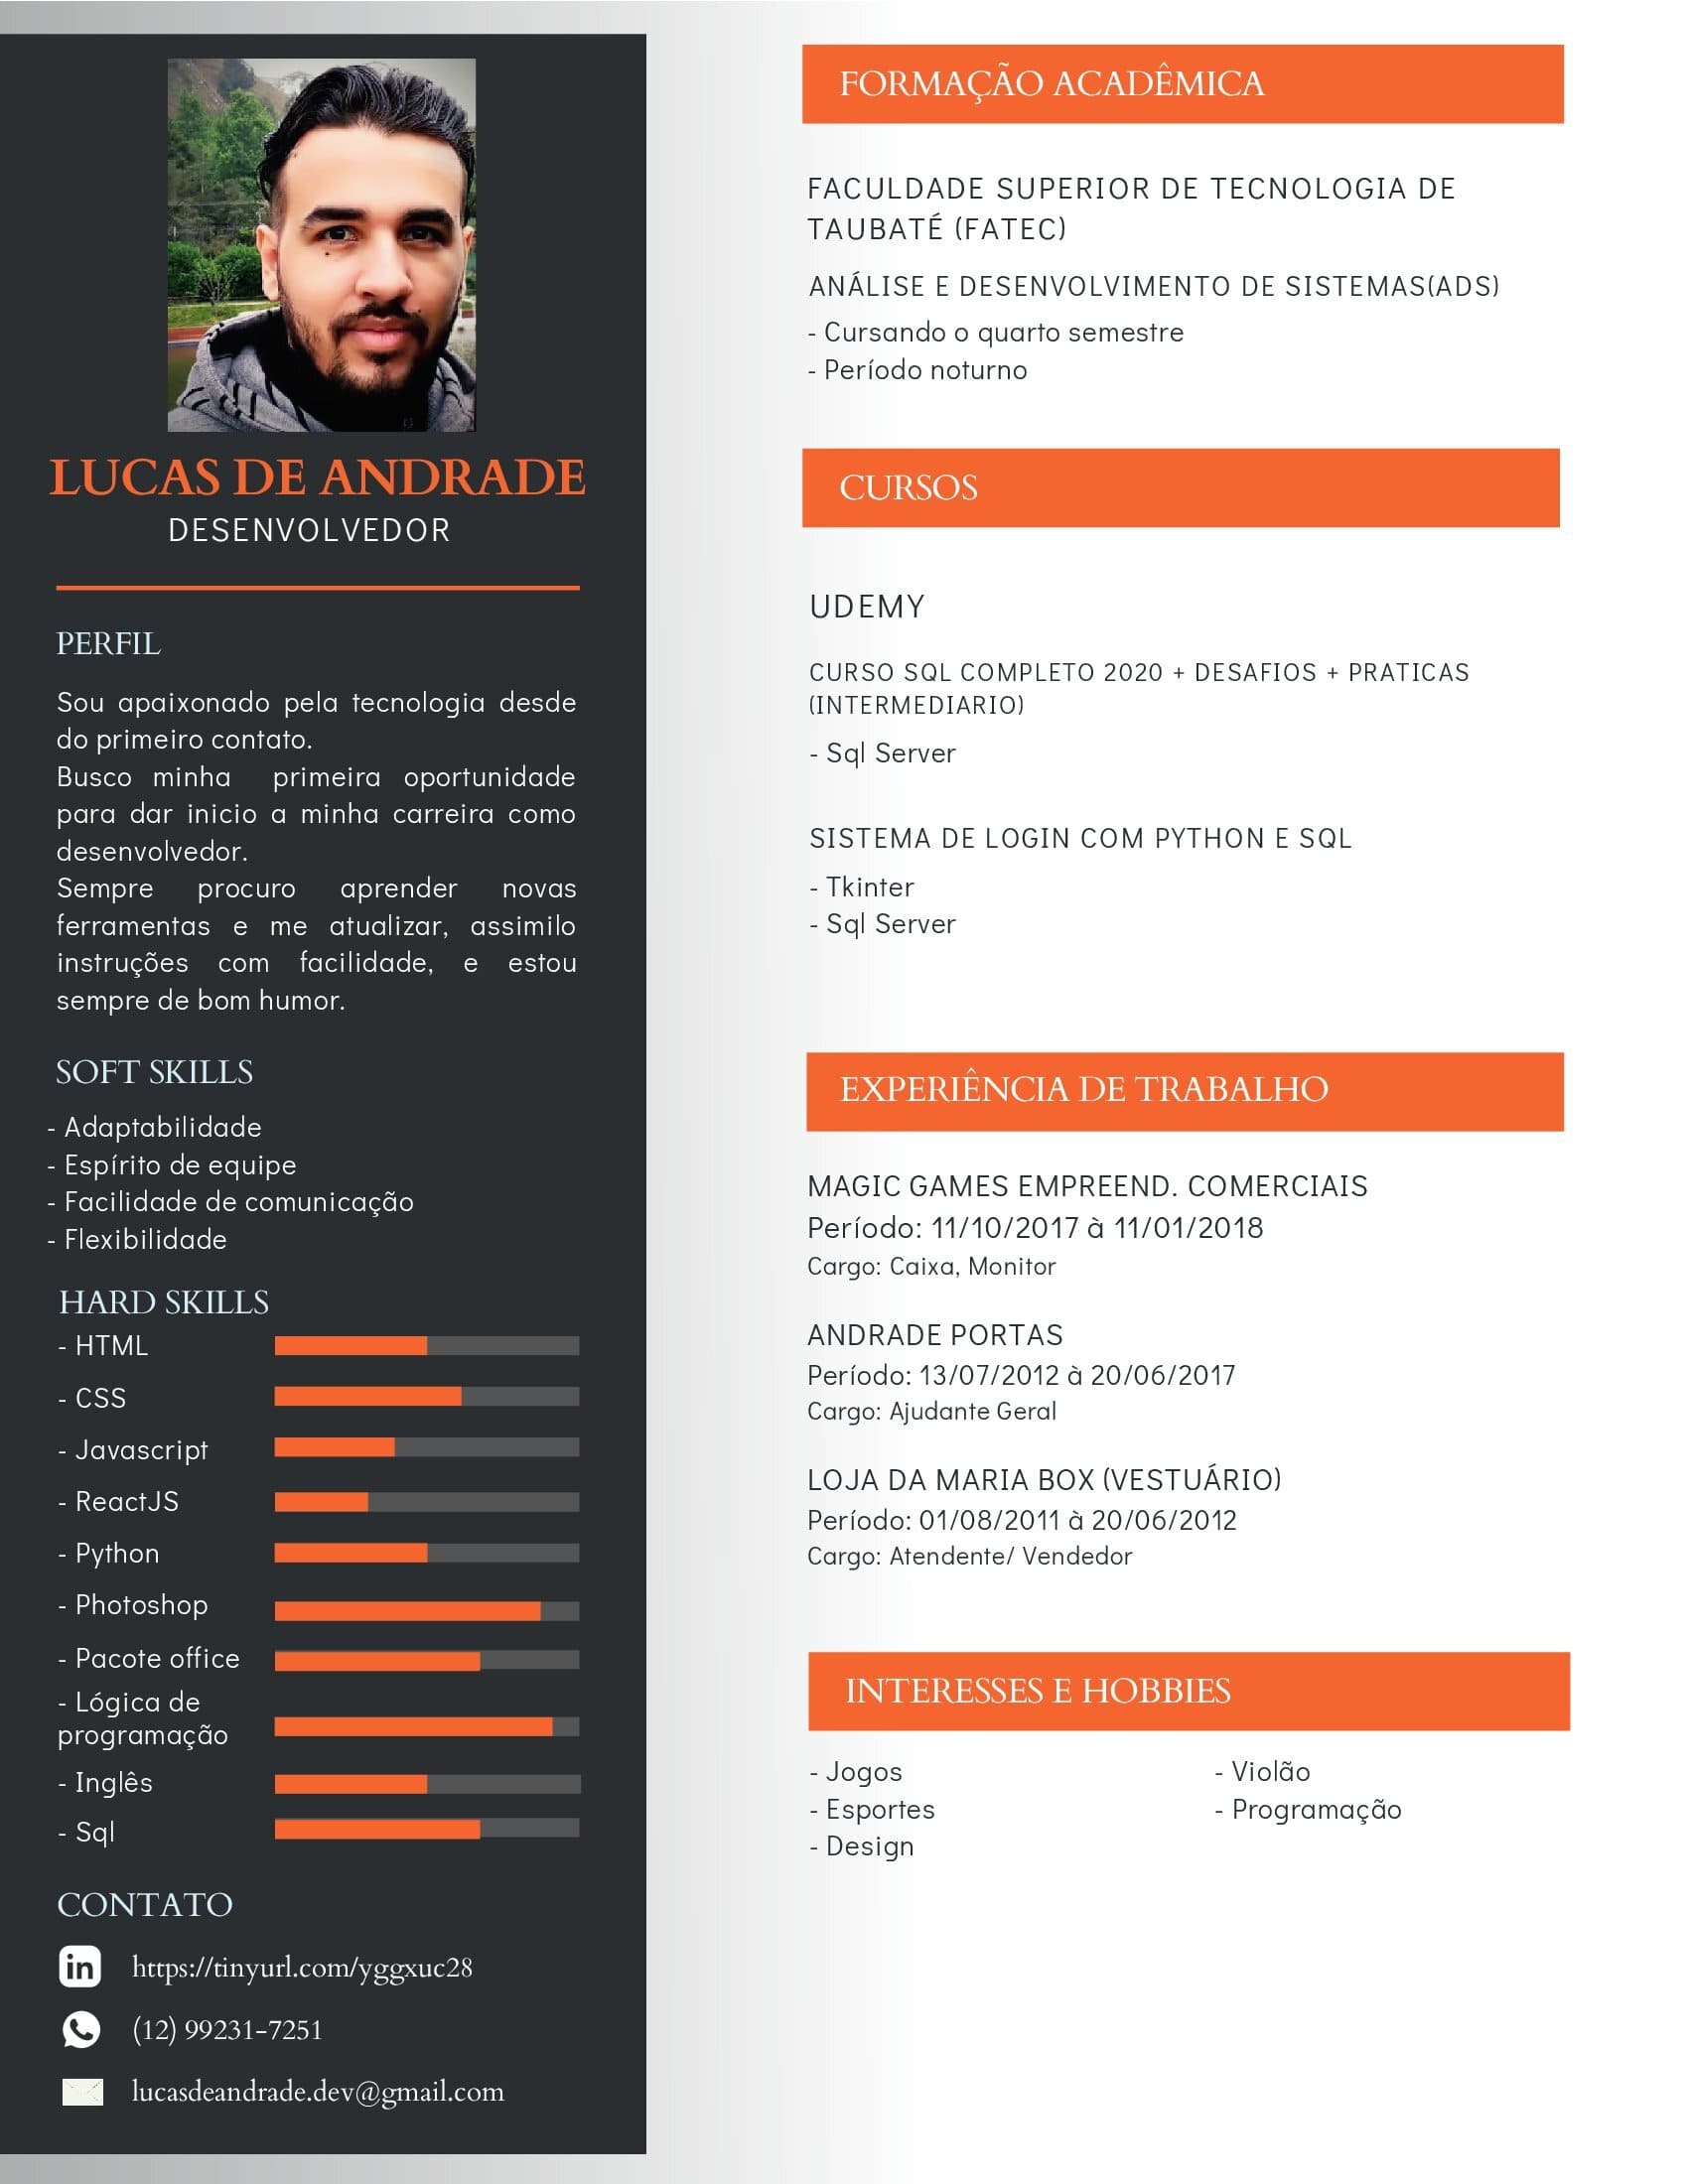 LUCAS DE ANDRADE
DESENVOLVEDOR
PERFIL
Sou apaixonado pela tecnologia desde
do primeiro contato.
Busco minha primeira oportunidade
para dar inicio a minha carreira como
desenvolvedor.
Sempre procuro aprender novas
ferramentas e me atualizar, assimilo
instruções com facilidade, e estou
sempre de bom humor.
SOFT SKILLS
- Adaptabilidade
- Espírito de equipe
- Facilidade de comunicação
- Flexibilidade
HARD SKILLS
- HTML
- CSS
- Javascript
- ReactJS
- Python
- Photoshop
- Pacote office
- Lógica de
programação
- Inglês
- Sql
CONTATO
in
https://tinyurl.com/yggxuc28
(12) 99231-7251
lucasdeandrade.dev@gmail.com
FORMAÇÃO ACADÊMICA
FACULDADE SUPERIOR DE TECNOLOGIA DE
TAUBATÉ (FATEC)
ANÁLISE E DESENVOLVIMENTO DE SISTEMAS(ADS)
- Cursando o quarto semestre
- Período noturno
CURSOS
UDEMY
CURSO SQL COMPLETO 2020 + DESAFIOS + PRATICAS
(INTERMEDIARIO)
- Sql Server
SISTEMA DE LOGIN COM PYTHON E SQL
- Tkinter
- Sql Server
EXPERIÊNCIA DE TRABALHO
MAGIC GAMES EMPREEND. COMERCIAIS
Período: 11/10/2017 à 11/01/2018
Cargo: Caixa, Monitor
ANDRADE PORTAS
Período: 13/07/2012 à 20/06/2017
Cargo: Ajudante Geral
LOJA DA MARIA BOX (VESTUÁRIO)
Período: 01/08/2011 à 20/06/2012
Cargo: Atendente/ Vendedor
INTERESSES E HOBBIES
- Jogos
- Esportes
- Design
- Violão
- Programação